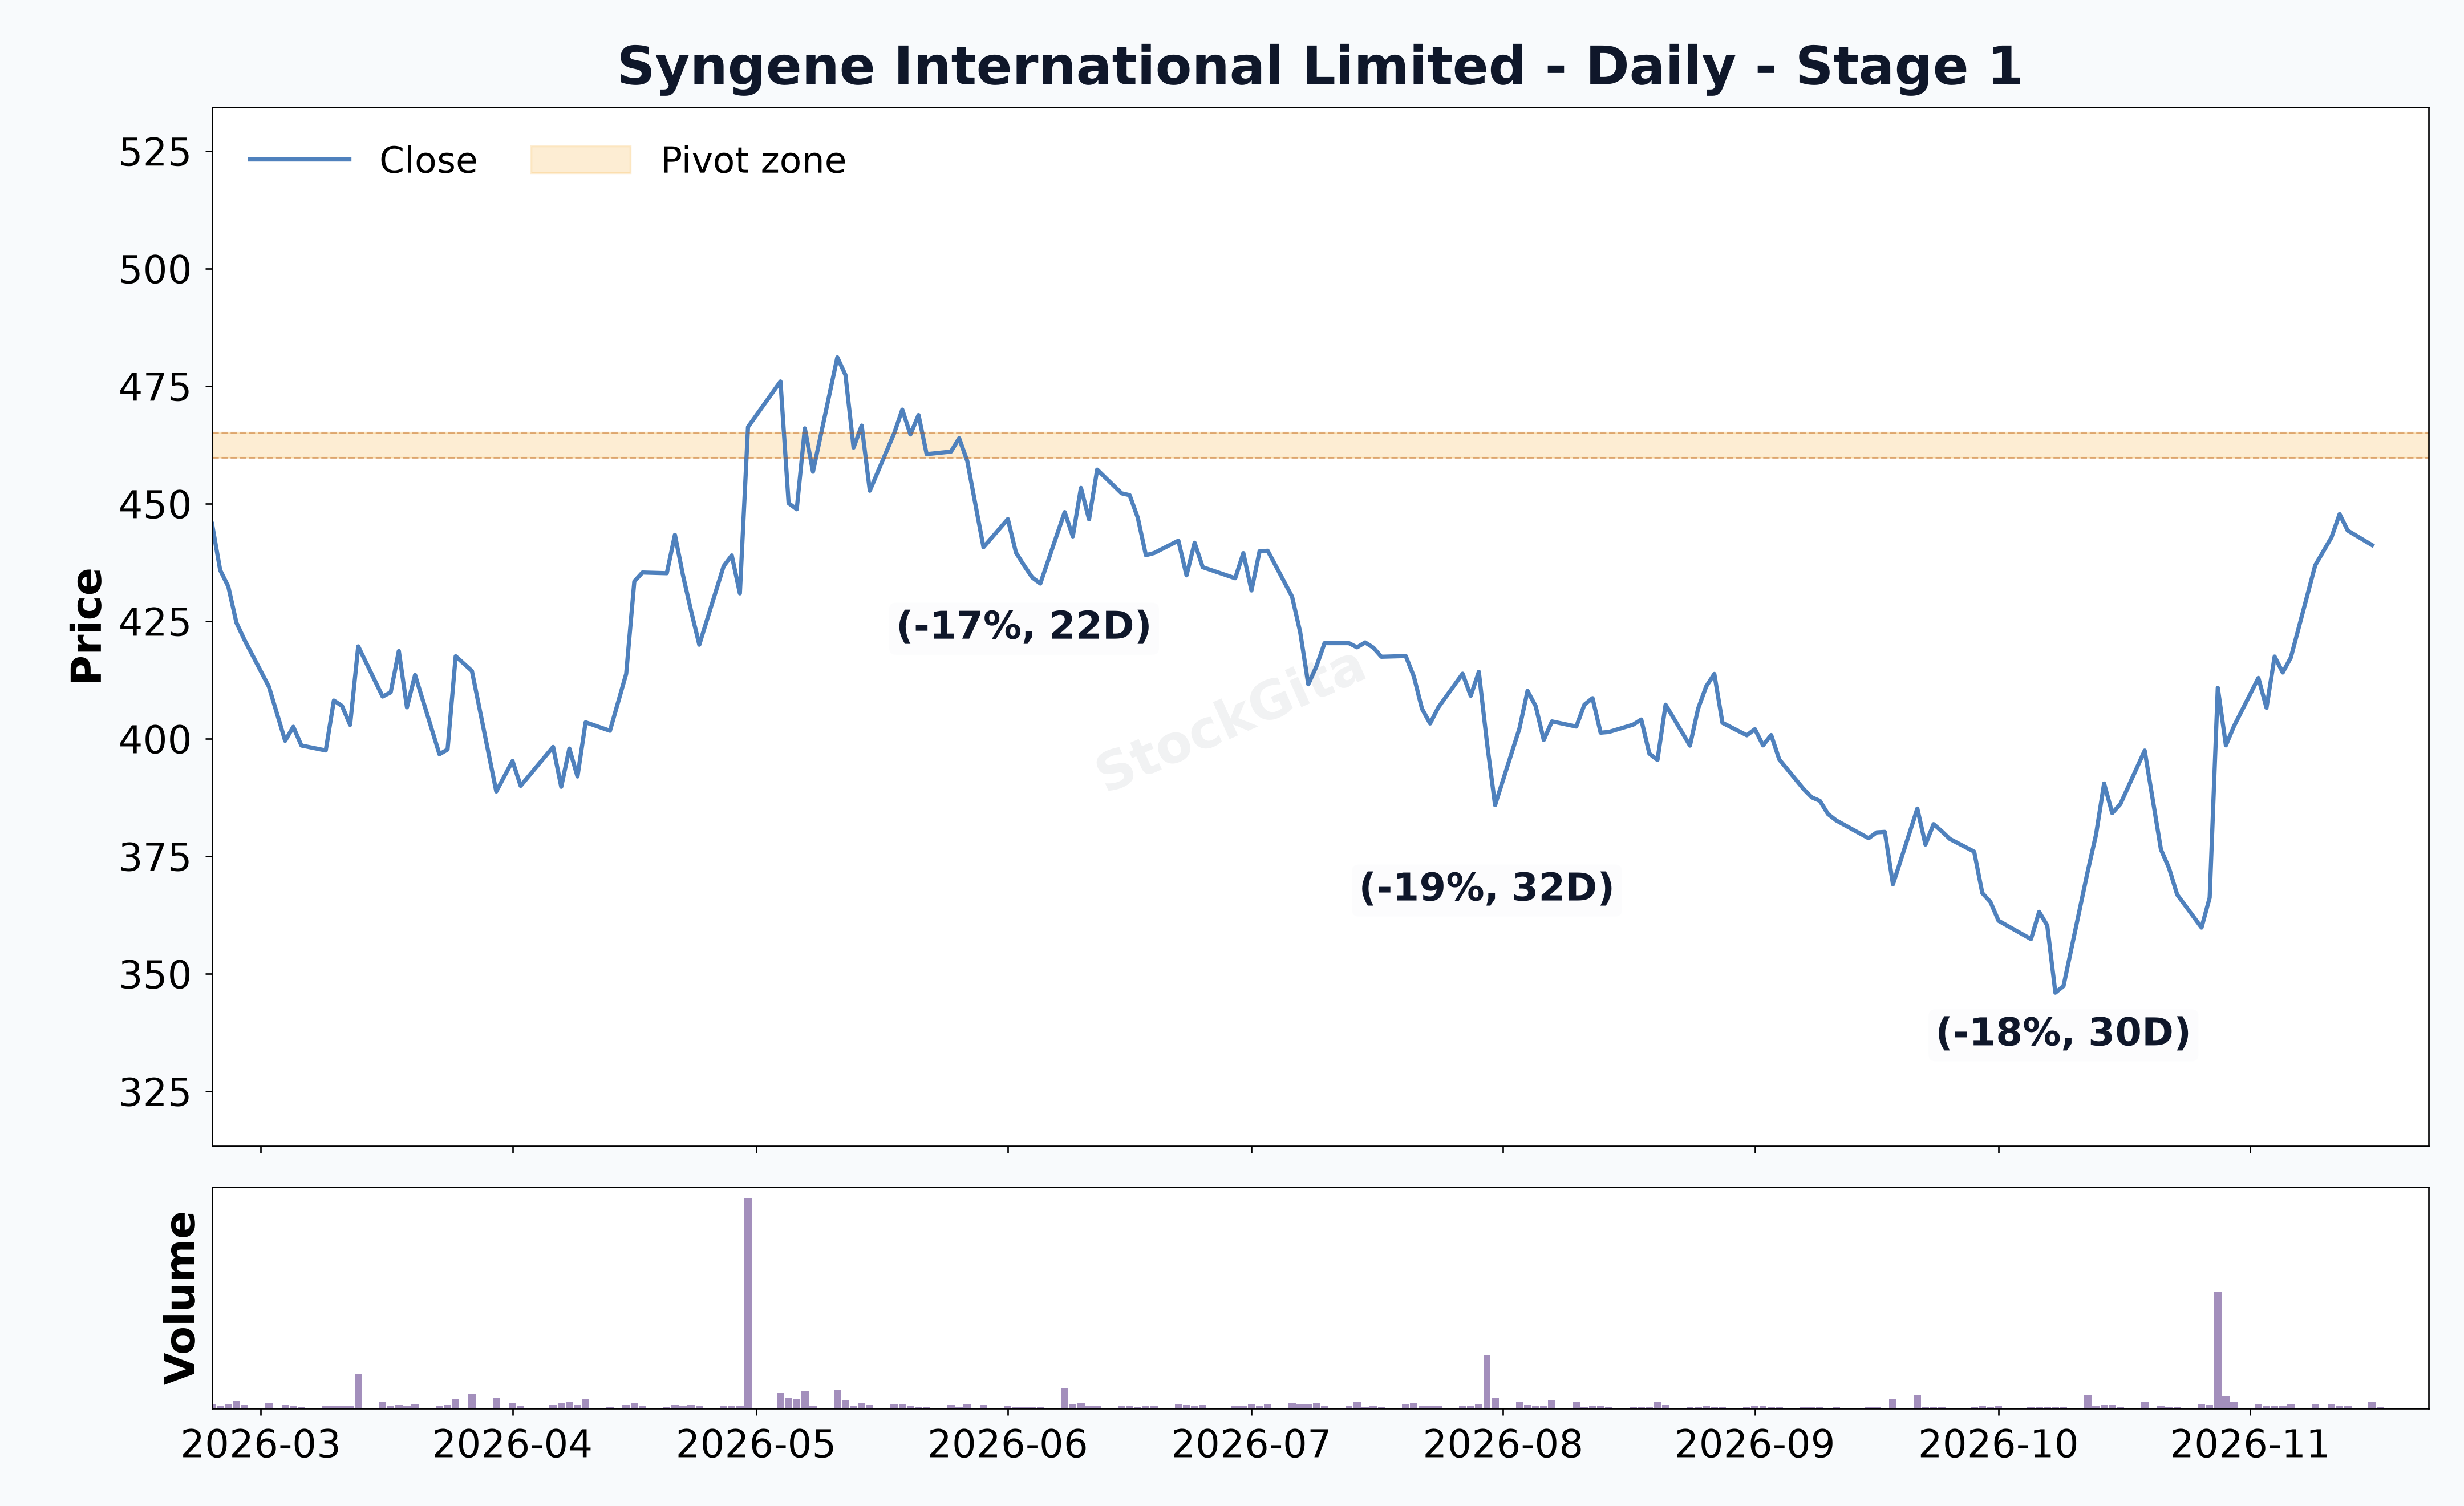 Syngene International Limited - Daily - Stage 1
Close
Pivot zone
Price
525
500
475
450
425
400
375
350
325
(-17%, 22D)
StockGita
(-19%, 32D)
(-18%, 30D)
Volume
2026-03
2026-04
2026-05
2026-06
2026-07
2026-08
2026-09
2026-10
2026-11